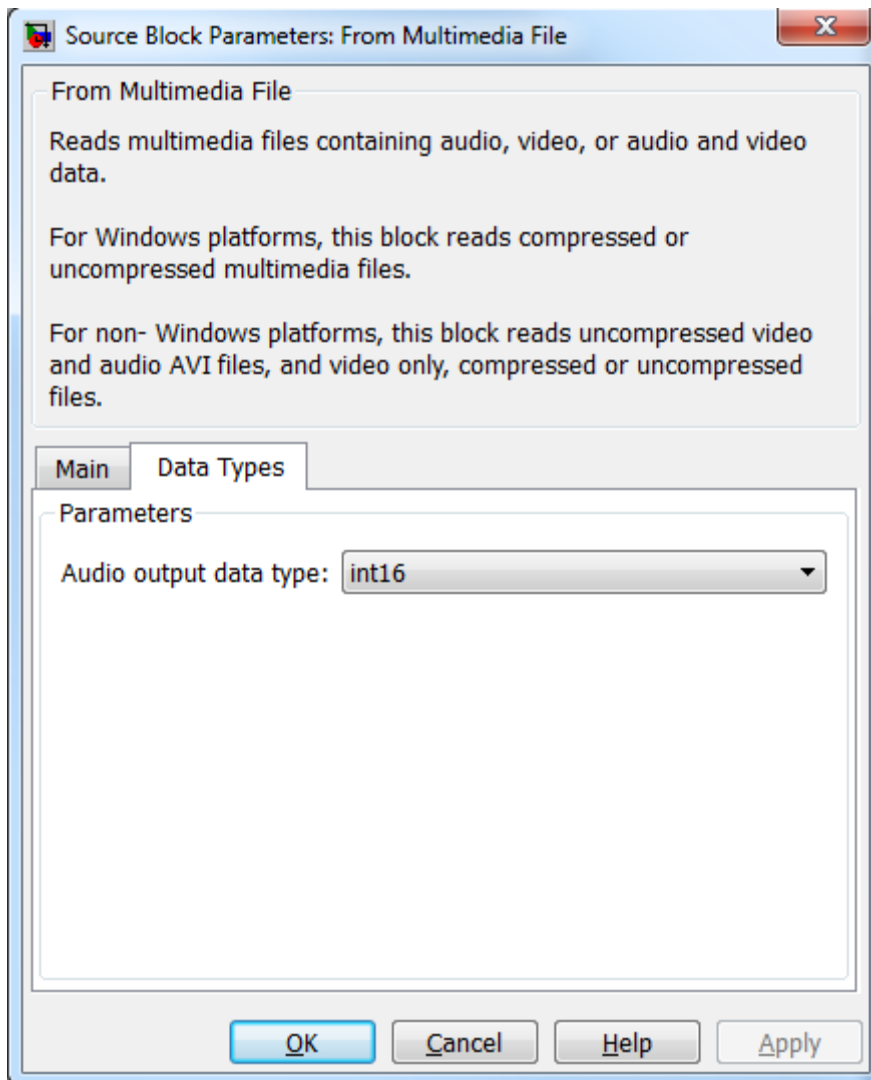 Source Block Parameters: From Multimedia File
From Multimedia File
Reads multimedia files containing audio, video, or audio and video
data.
For Windows platforms, this block reads compressed or
uncompressed multimedia files.
For non- Windows platforms, this block reads uncompressed video
and audio AVI files, and video only, compressed or uncompressed
files.
Main Data Types
Parameters
Audio output data type: int16
OK Cancel Help Apply